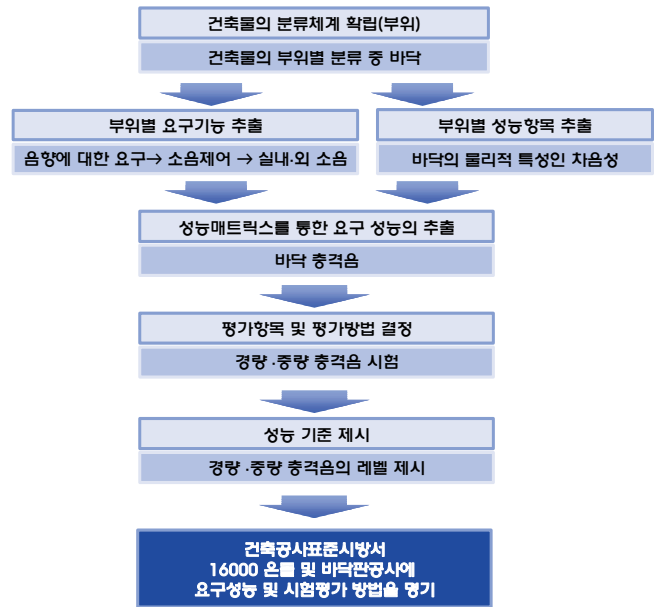 건축물의 분류체계 확립(부위)
건축물의 부위별 분류 중 바닥
부위별 요구기능 추출
음향에 대한 요구→ 소음제어 → 실내·외 소음
부위별 성능항목 추출
바닥의 물리적 특성인 차음성
성능매트릭스를 통한 요구 성능의 추출
바닥 충격음
평가항목 및 평가방법 결정
경량 ·중량 충격음 시험
성능 기준 제시
경량 ·중량 충격음의 레벨 제시
건축공사표준시방서
16000 온돌 및 바닥판공사에
요구성능 및 시험평가 방법을 명기